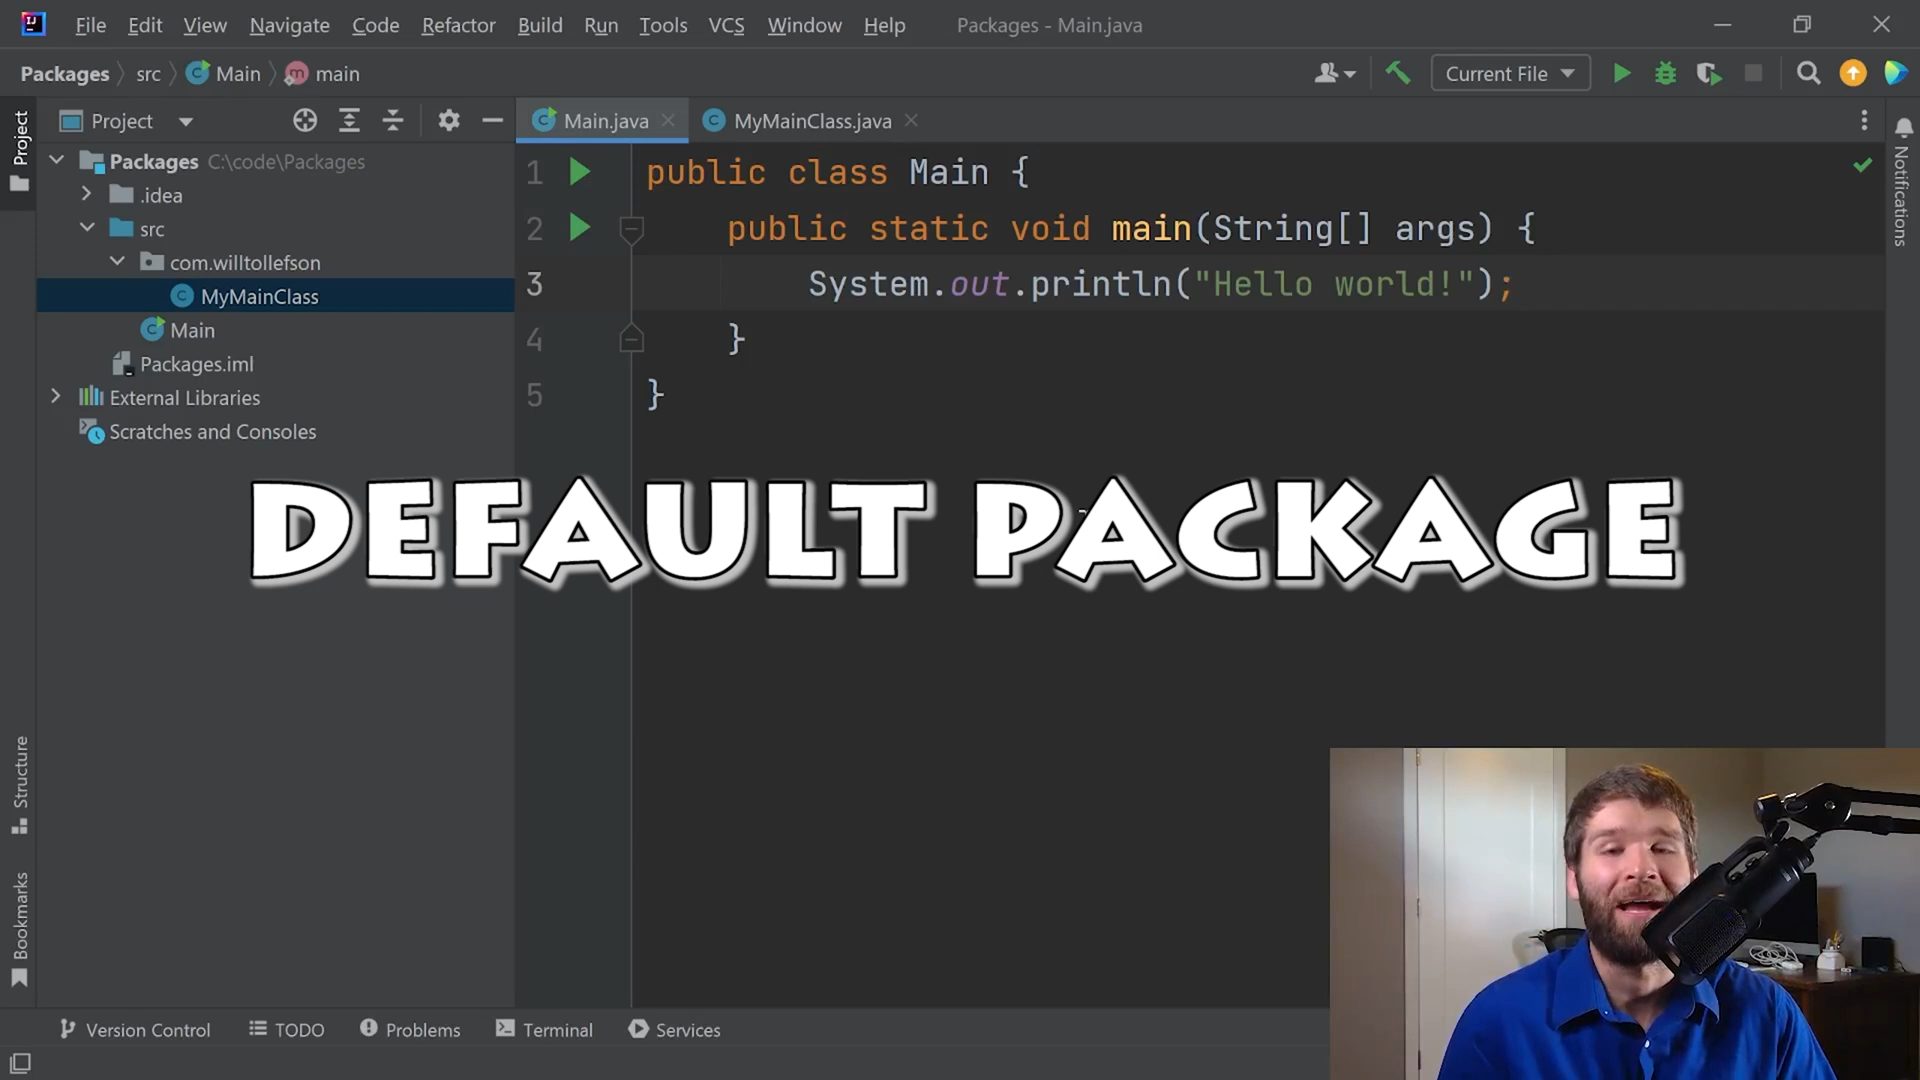 File Edit View Navigate Code Refactor Build Run Tools VCS Window Help Packages - Main.java
Packages src Main main
Current File
Project
Main.java
MyMainClass.java
Project
Packages C:\code\Packages
.idea
src
com.willtollefson
MyMainClass
Main
Packages.iml
External Libraries
Scratches and Consoles
1 public class Main {
2 public static void main(String[] args) {
3 System.out.println("Hello world!");
4 }
5 }
Notifications
DEFAULT PACKAGE
Structure
Bookmarks
Version Control TODO Problems Terminal Services